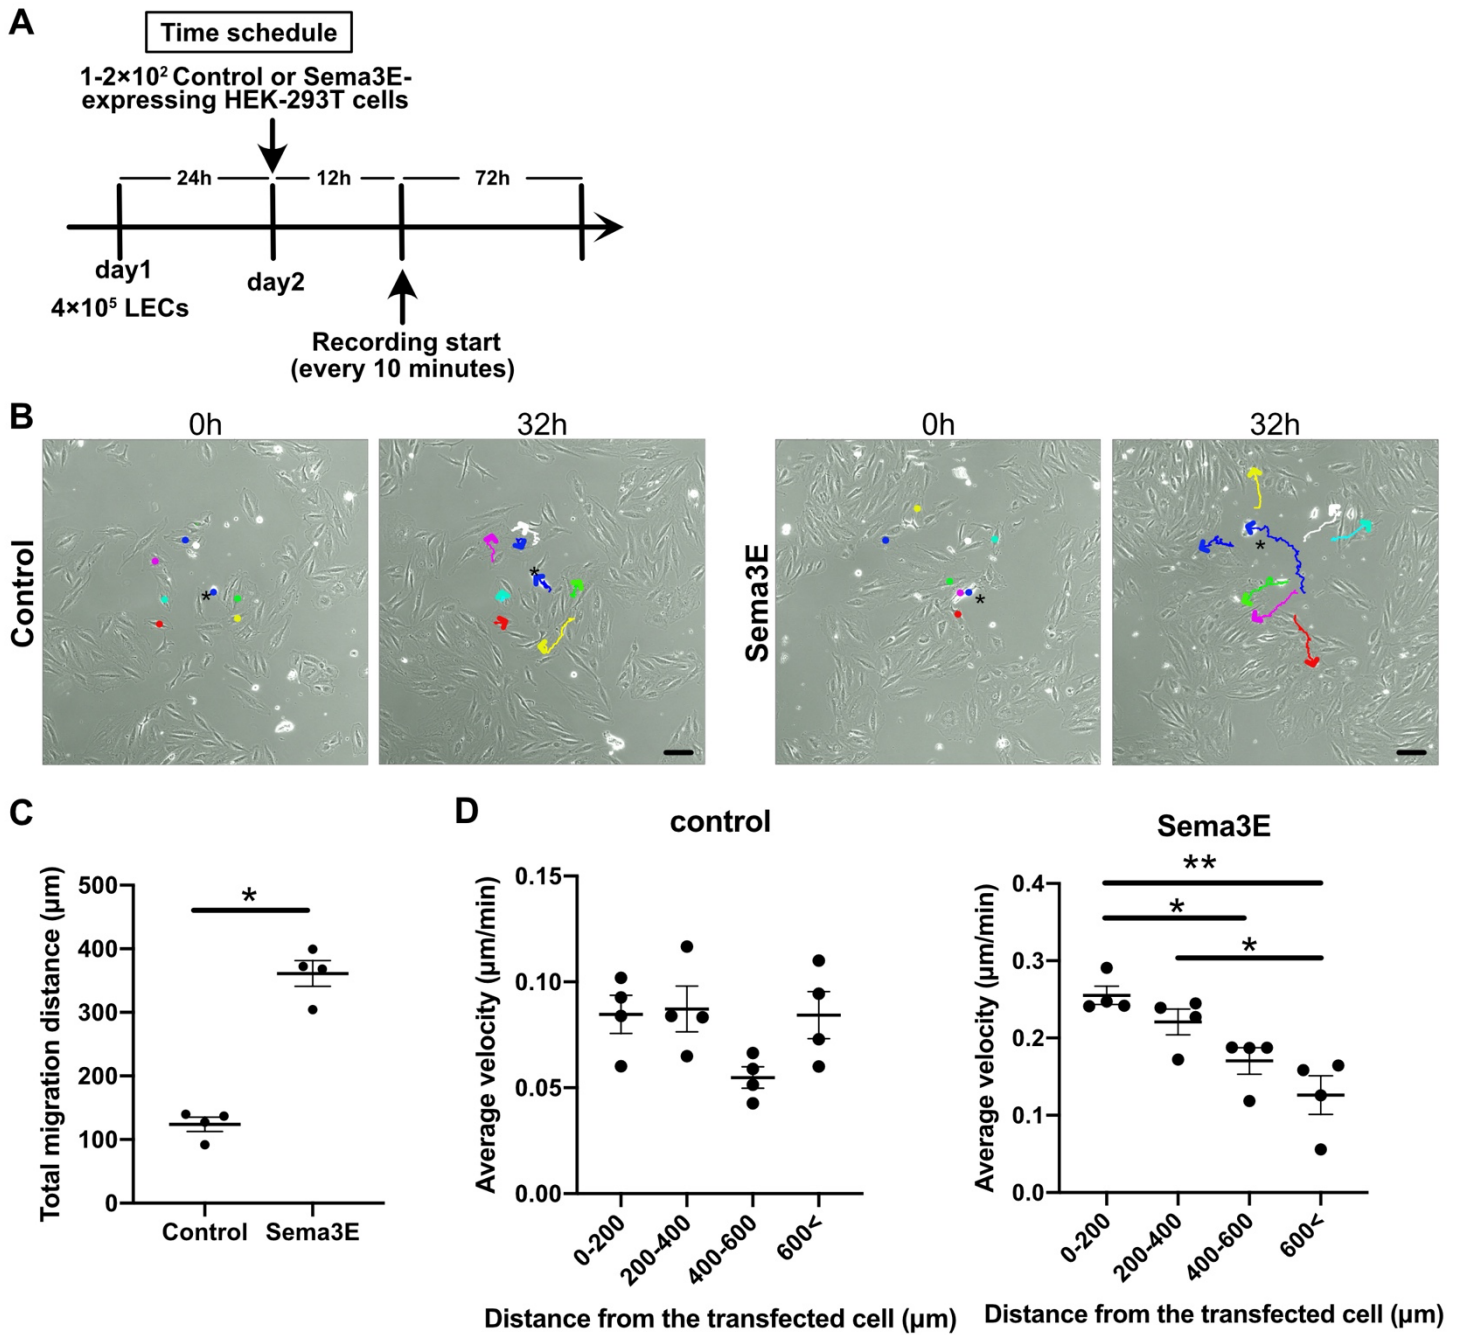 A
Time schedule
1-2×10² Control or Sema3E-
expressing HEK-293T cells
24h
12h
72h
day1
day2
4×10⁵ LECs
Recording start
(every 10 minutes)
B
0h
32h
0h
32h
Control
*
*
Sema3E
*
*
C
Total migration distance (μm)
500
400
300
200
100
0
*
Control
Sema3E
D
control
Average velocity (μm/min)
0.15
0.10
0.05
0.00
0-200
200-400
400-600
600<
Distance from the transfected cell (μm)
Sema3E
Average velocity (μm/min)
0.4
0.3
0.2
0.1
0.0
**
*
*
0-200
200-400
400-600
600<
Distance from the transfected cell (μm)